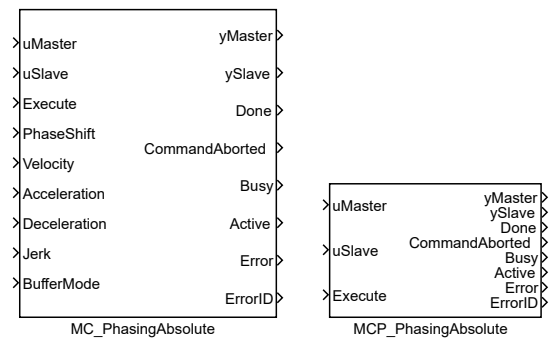 uMaster
uSlave
Execute
PhaseShift
Velocity
Acceleration
Deceleration
Jerk
BufferMode
yMaster
ySlave
Done
CommandAborted
Busy
Active
Error
ErrorID
MC_PhasingAbsolute
uMaster
uSlave
Execute
yMaster
ySlave
Done
CommandAborted
Busy
Active
Error
ErrorID
MCP_PhasingAbsolute